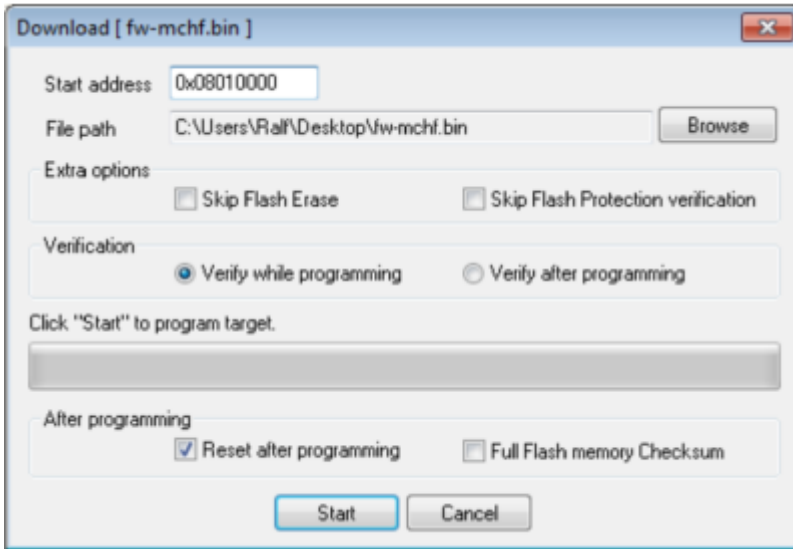 Download [ fw-mchf.bin ]
Start address 0x08010000
File path C:\Users\Ralf\Desktop\fw-mchf.bin Browse
Extra options
Skip Flash Erase Skip Flash Protection verification
Verification
Verify while programming Verify after programming
Click "Start" to program target.
After programming
Reset after programming Full Flash memory Checksum
Start Cancel